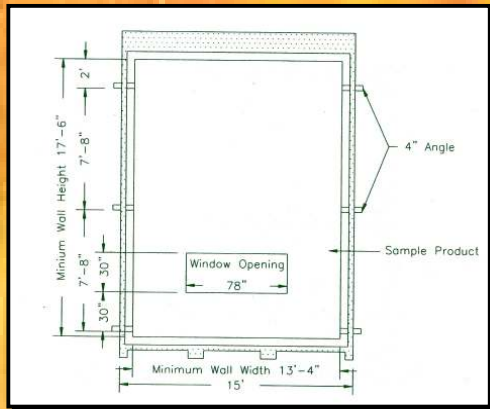 2'
7'-8"
Minium Wall Height 17'-6"
4" Angle
7'-8"
30"
Window Opening
78"
Sample Product
30"
Minimum Wall Width 13'-4"
15'